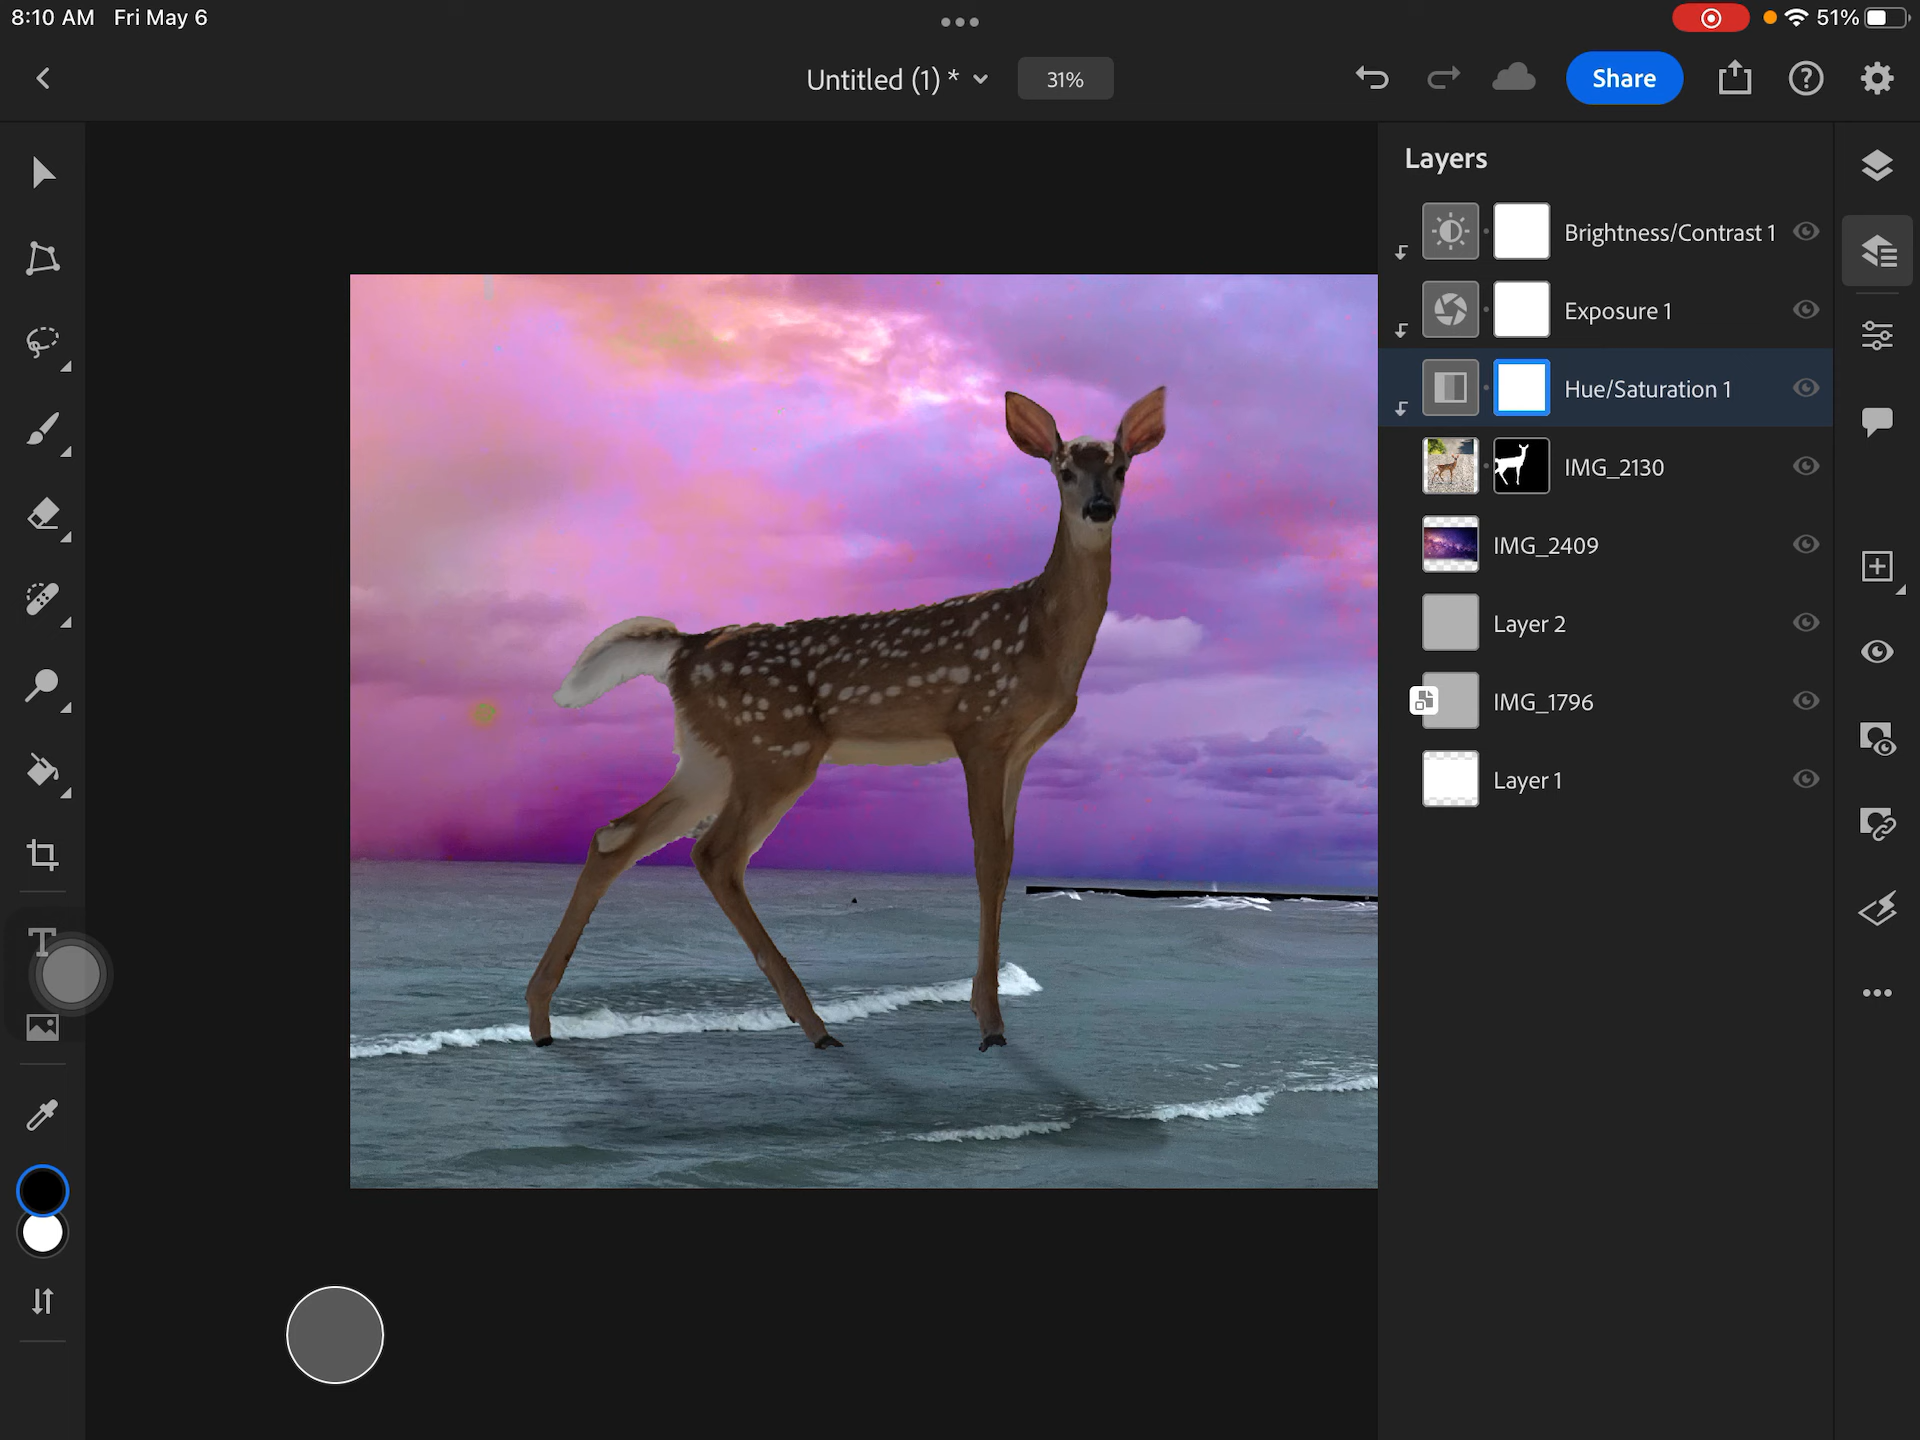 8:10 AM Fri May 6
51%
Untitled (1) *
31%
Share
Layers
Brightness/Contrast 1
Exposure 1
Hue/Saturation 1
IMG_2130
IMG_2409
Layer 2
IMG_1796
Layer 1